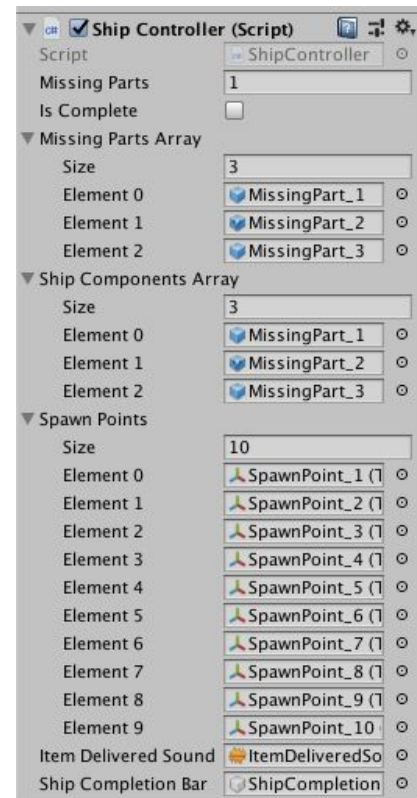 c# Ship Controller (Script)
Script ShipController
Missing Parts 1
Is Complete
Missing Parts Array
Size 3
Element 0 MissingPart_1
Element 1 MissingPart_2
Element 2 MissingPart_3
Ship Components Array
Size 3
Element 0 MissingPart_1
Element 1 MissingPart_2
Element 2 MissingPart_3
Spawn Points
Size 10
Element 0 SpawnPoint_1 (T
Element 1 SpawnPoint_2 (T
Element 2 SpawnPoint_3 (T
Element 3 SpawnPoint_4 (T
Element 4 SpawnPoint_5 (T
Element 5 SpawnPoint_6 (T
Element 6 SpawnPoint_7 (T
Element 7 SpawnPoint_8 (T
Element 8 SpawnPoint_9 (T
Element 9 SpawnPoint_10
Item Delivered Sound ItemDeliveredSo
Ship Completion Bar ShipCompletion